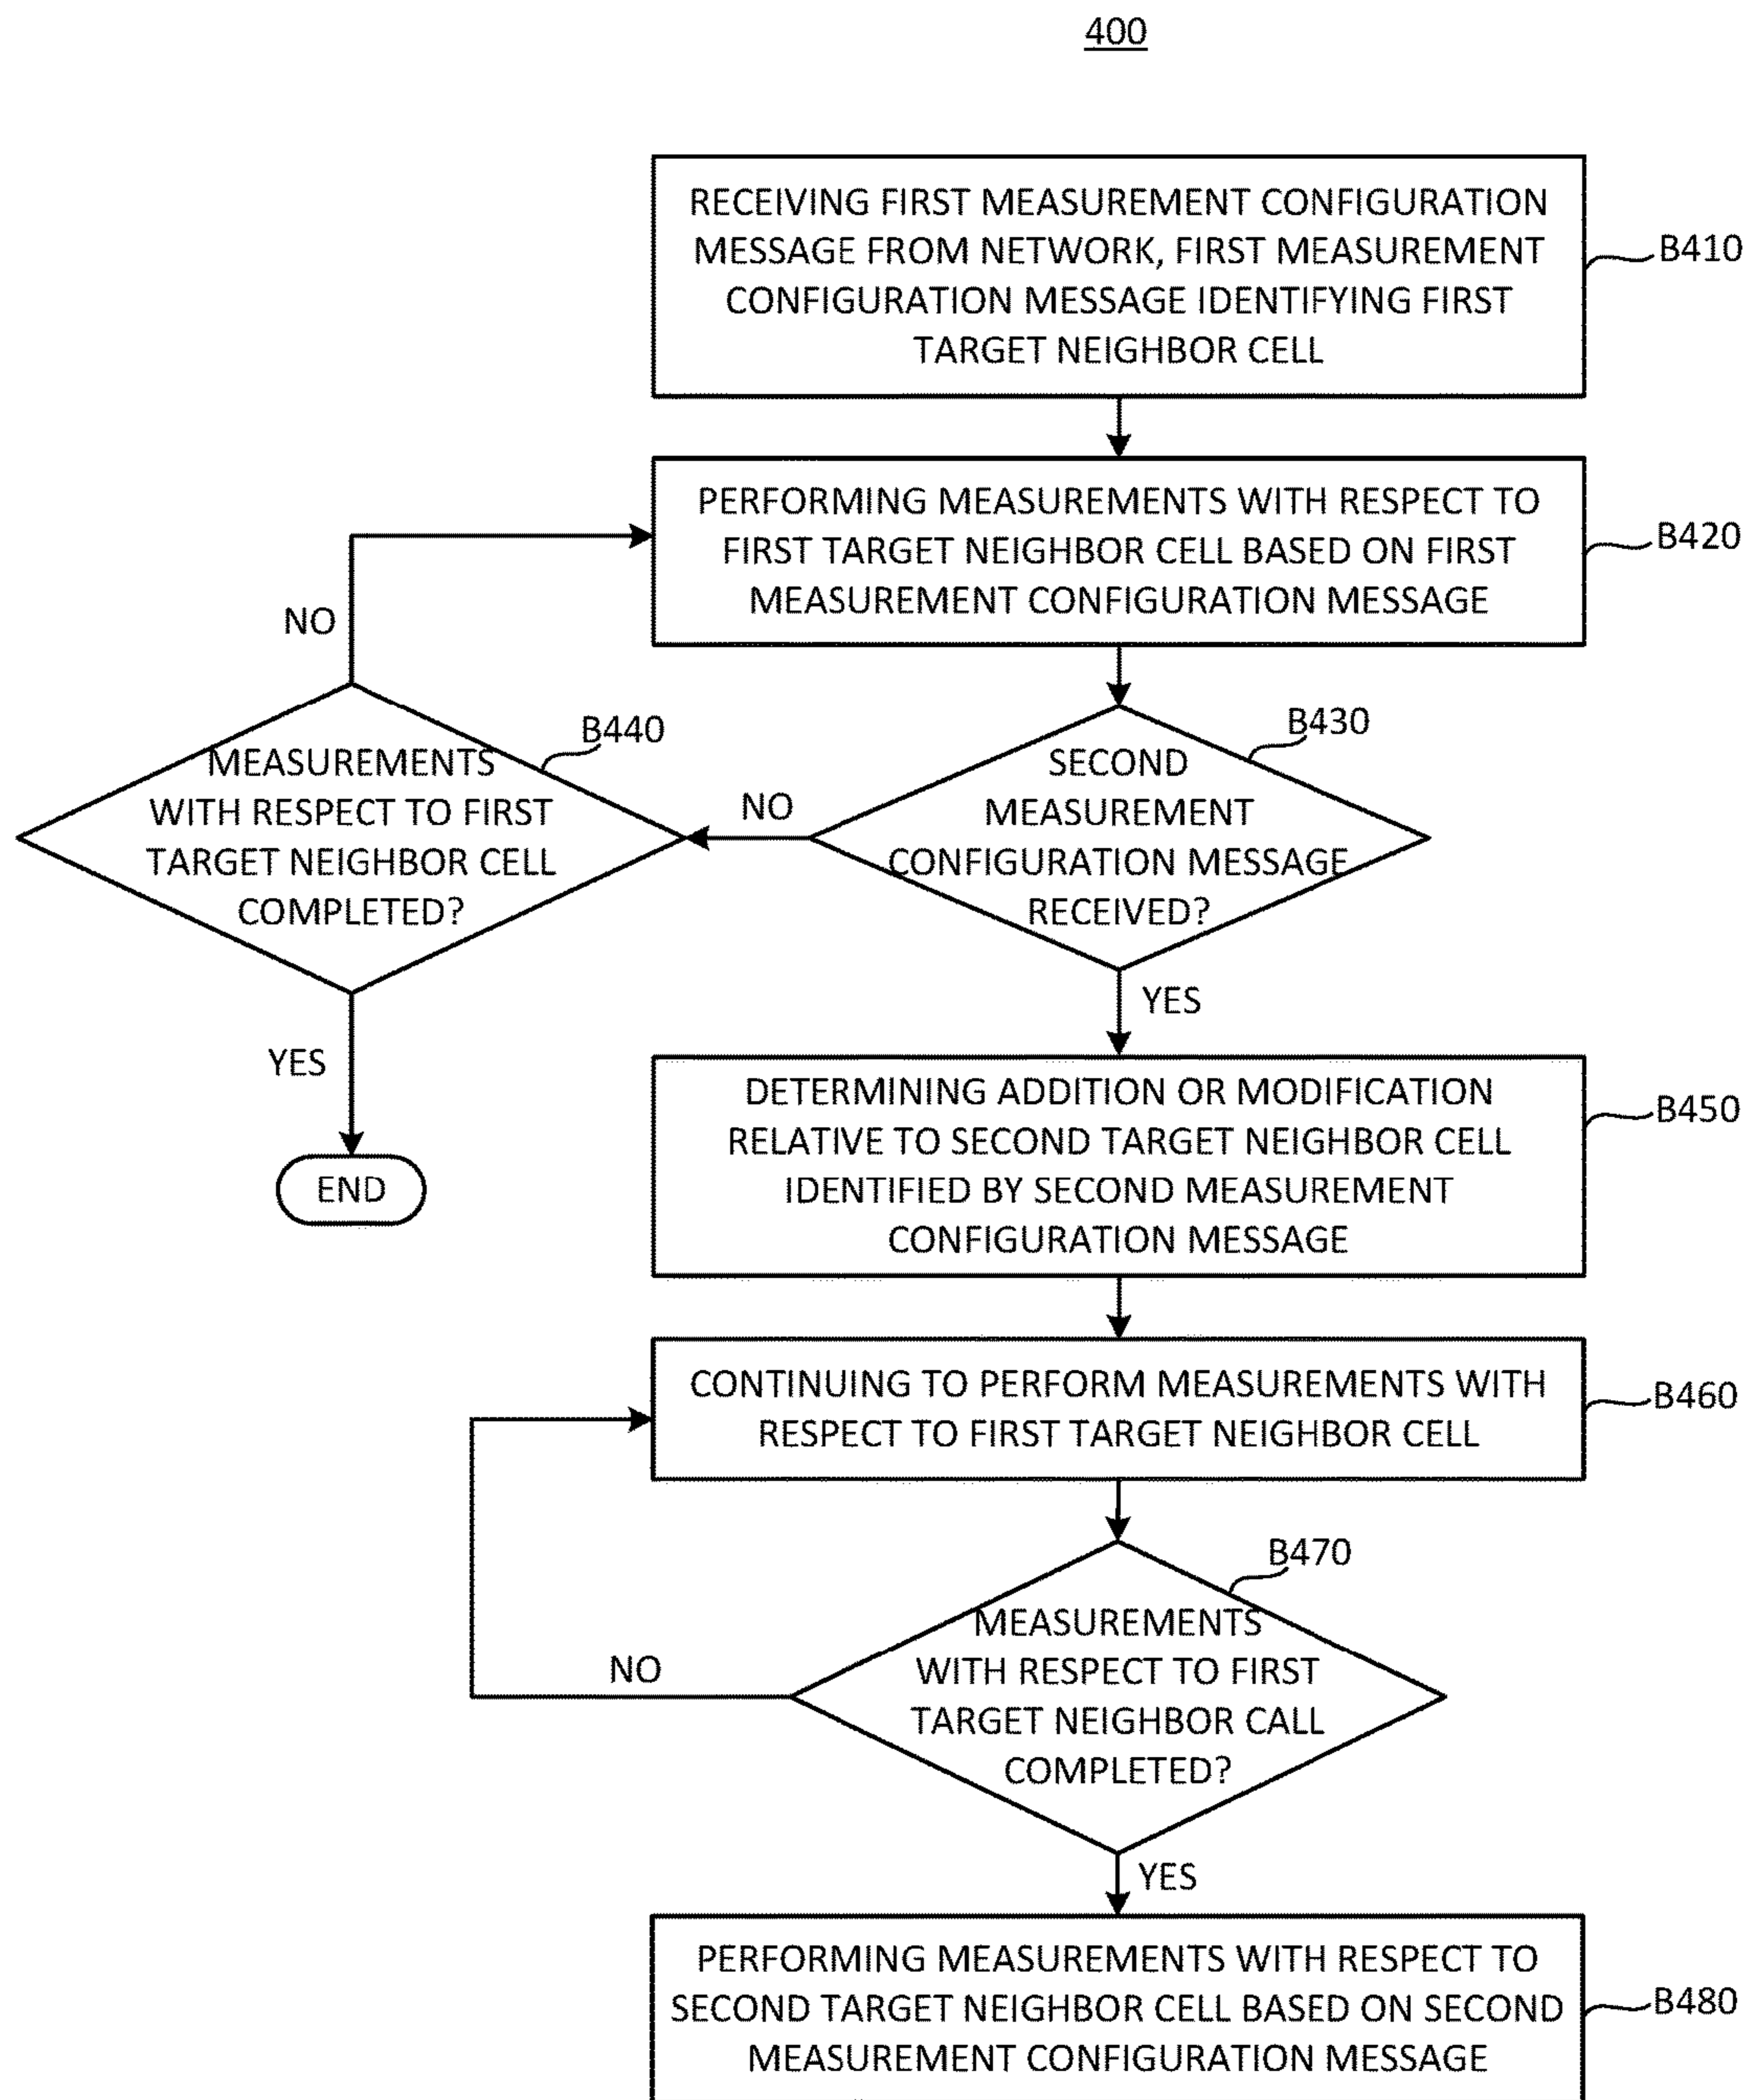 400
RECEIVING FIRST MEASUREMENT CONFIGURATION
MESSAGE FROM NETWORK, FIRST MEASUREMENT
CONFIGURATION MESSAGE IDENTIFYING FIRST
TARGET NEIGHBOR CELL
B410
PERFORMING MEASUREMENTS WITH RESPECT TO
FIRST TARGET NEIGHBOR CELL BASED ON FIRST
MEASUREMENT CONFIGURATION MESSAGE
B420
NO
B440
MEASUREMENTS
WITH RESPECT TO FIRST
TARGET NEIGHBOR CELL
COMPLETED?
NO
B430
SECOND
MEASUREMENT
CONFIGURATION MESSAGE
RECEIVED?
YES
YES
END
DETERMINING ADDITION OR MODIFICATION
RELATIVE TO SECOND TARGET NEIGHBOR CELL
IDENTIFIED BY SECOND MEASUREMENT
CONFIGURATION MESSAGE
B450
CONTINUING TO PERFORM MEASUREMENTS WITH
RESPECT TO FIRST TARGET NEIGHBOR CELL
B460
B470
MEASUREMENTS
WITH RESPECT TO FIRST
TARGET NEIGHBOR CALL
COMPLETED?
NO
YES
PERFORMING MEASUREMENTS WITH RESPECT TO
SECOND TARGET NEIGHBOR CELL BASED ON SECOND
MEASUREMENT CONFIGURATION MESSAGE
B480